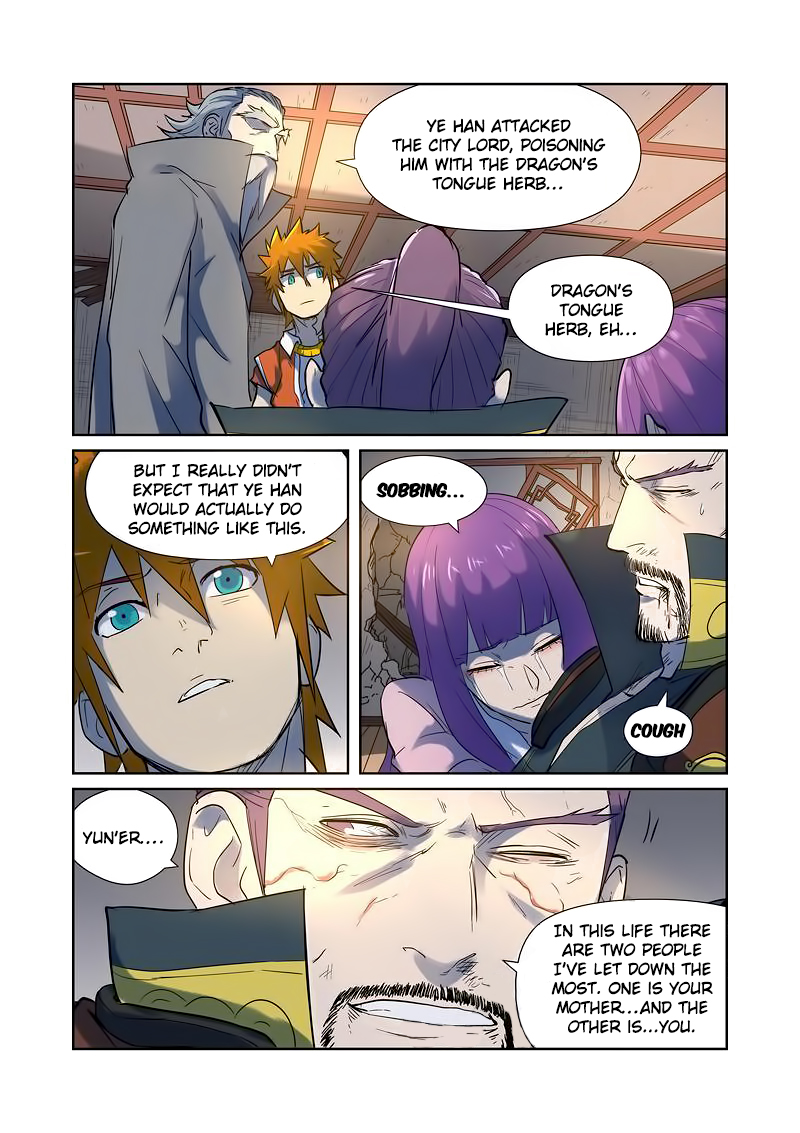 YE HAN ATTACKED
THE CITY LORD, POISONING
HIM WITH THE DRAGON'S
TONGUE HERB...
DRAGON'S
TONGUE
HERB, EH...
BUT I REALLY DIDN'T
EXPECT THAT YE HAN
WOULD ACTUALLY DO
SOMETHING LIKE THIS.
SOBBING...
COUGH
YUN'ER....
IN THIS LIFE THERE
ARE TWO PEOPLE
I'VE LET DOWN THE
MOST. ONE IS YOUR
MOTHER...AND THE
OTHER IS...YOU.